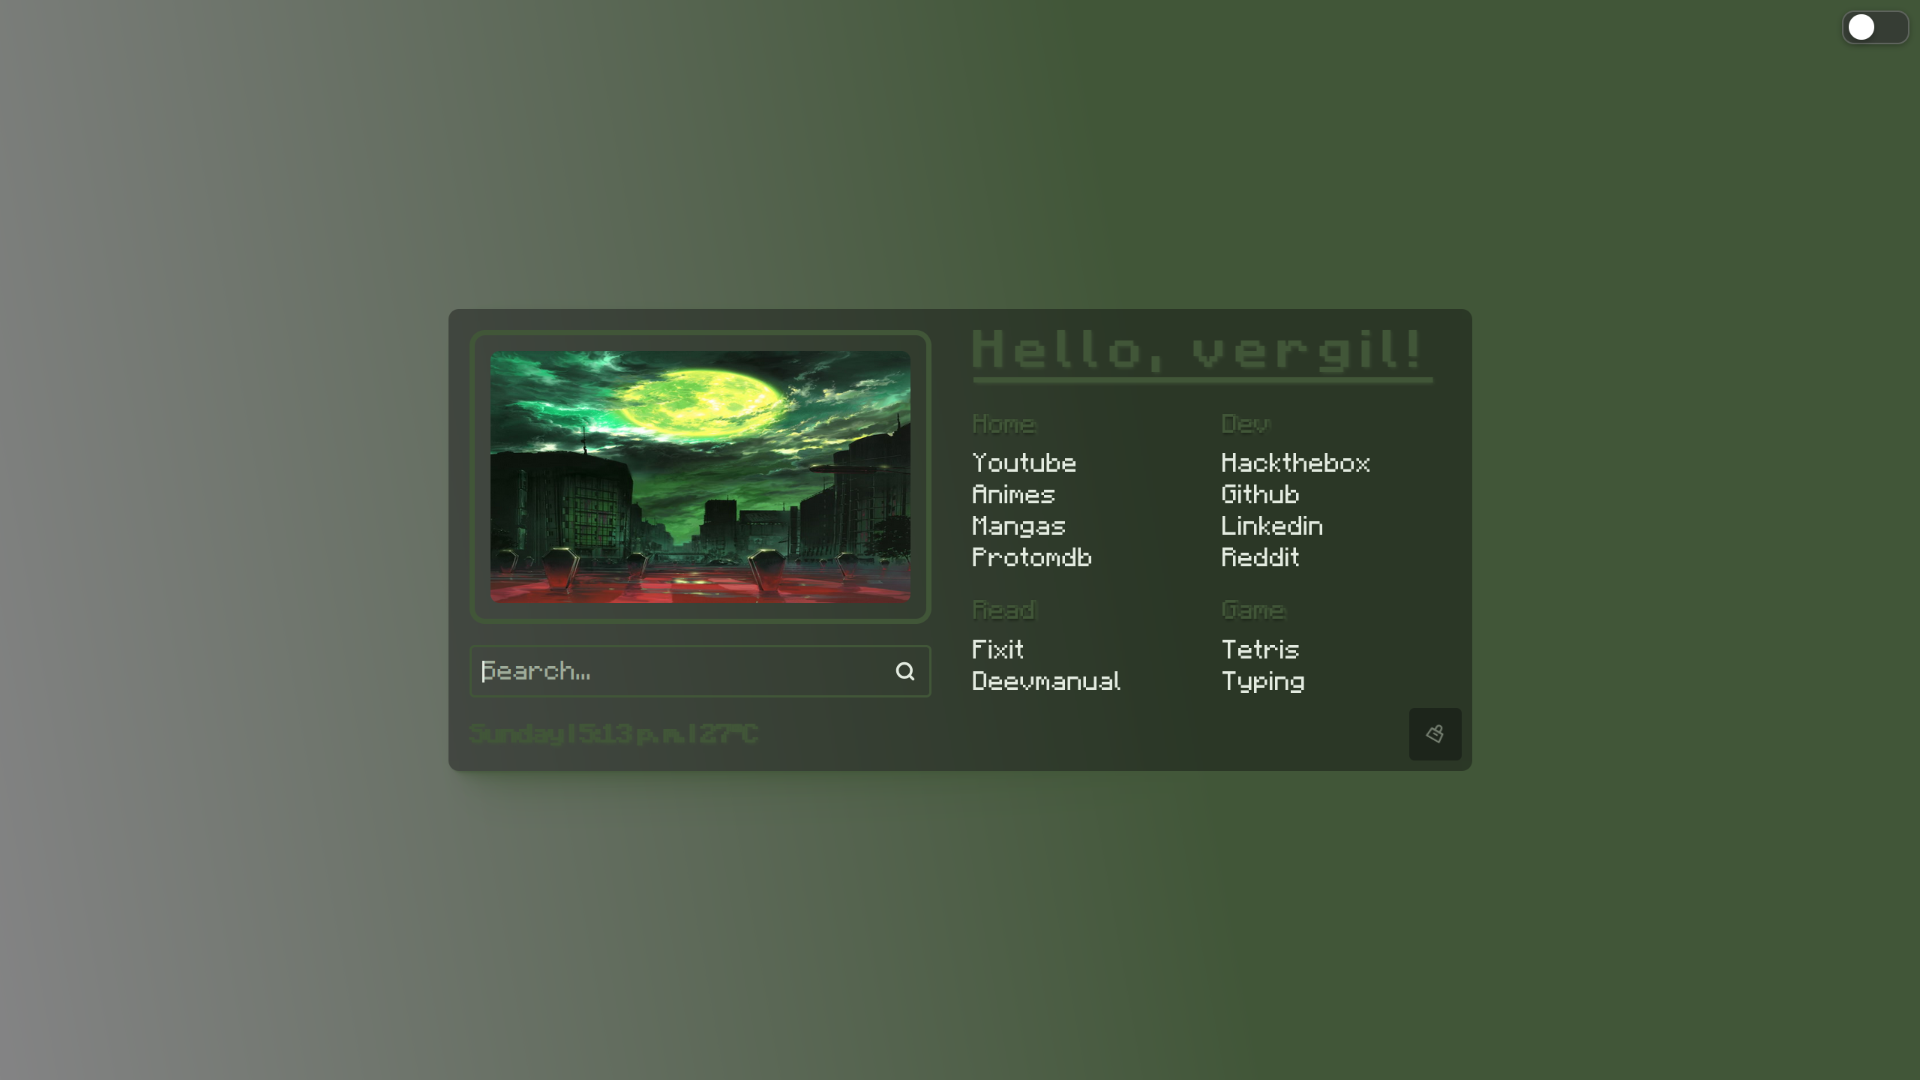 Hello, vergil!
Home
Youtube
Animes
Mangas
Protomdb
Dev
Hackthebox
Github
Linkedin
Reddit
Read
Fixit
Deevmanual
Game
Tetris
Typing
Search...
Sunday | 5:13 p. m. | 27°C